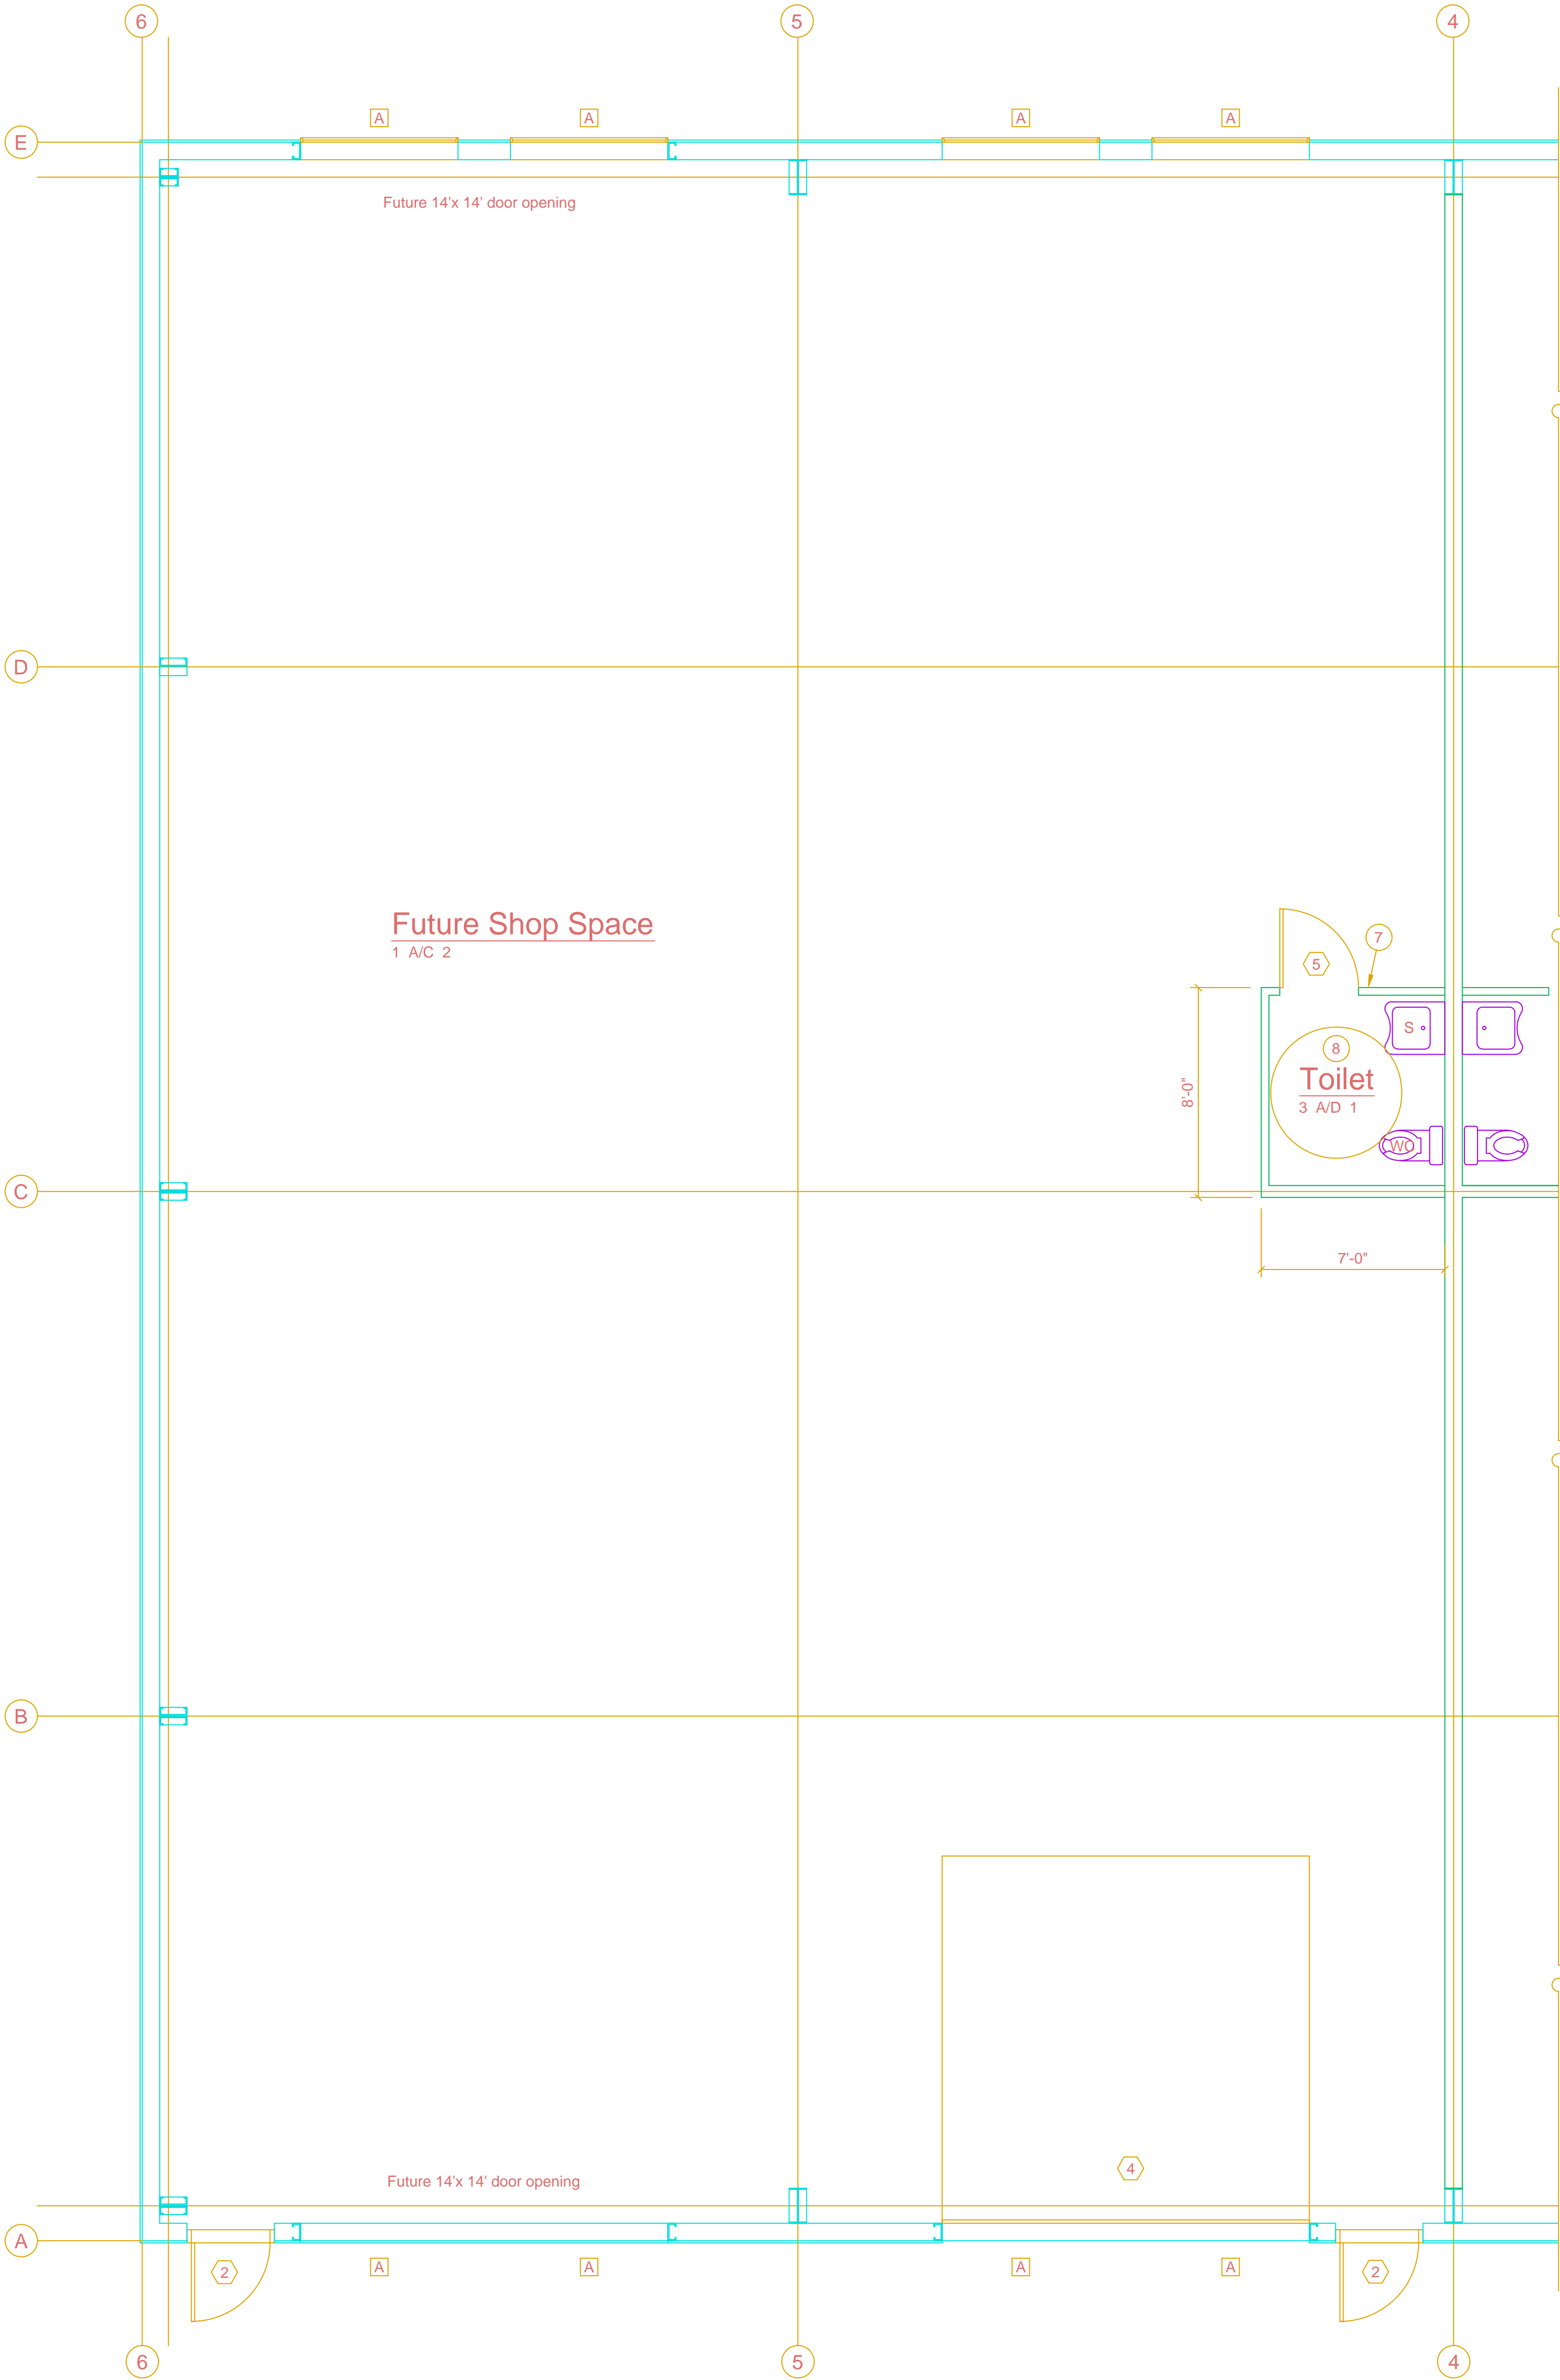 6 5 4
A A A A
E
Future 14'x 14' door opening
D
Future Shop Space
1 A/C 2
7
5
S
8
Toilet
3 A/D 1
8'-0"
WC
C
7'-0"
B
4
Future 14'x 14' door opening
A
A A A A
2 2
6 5 4